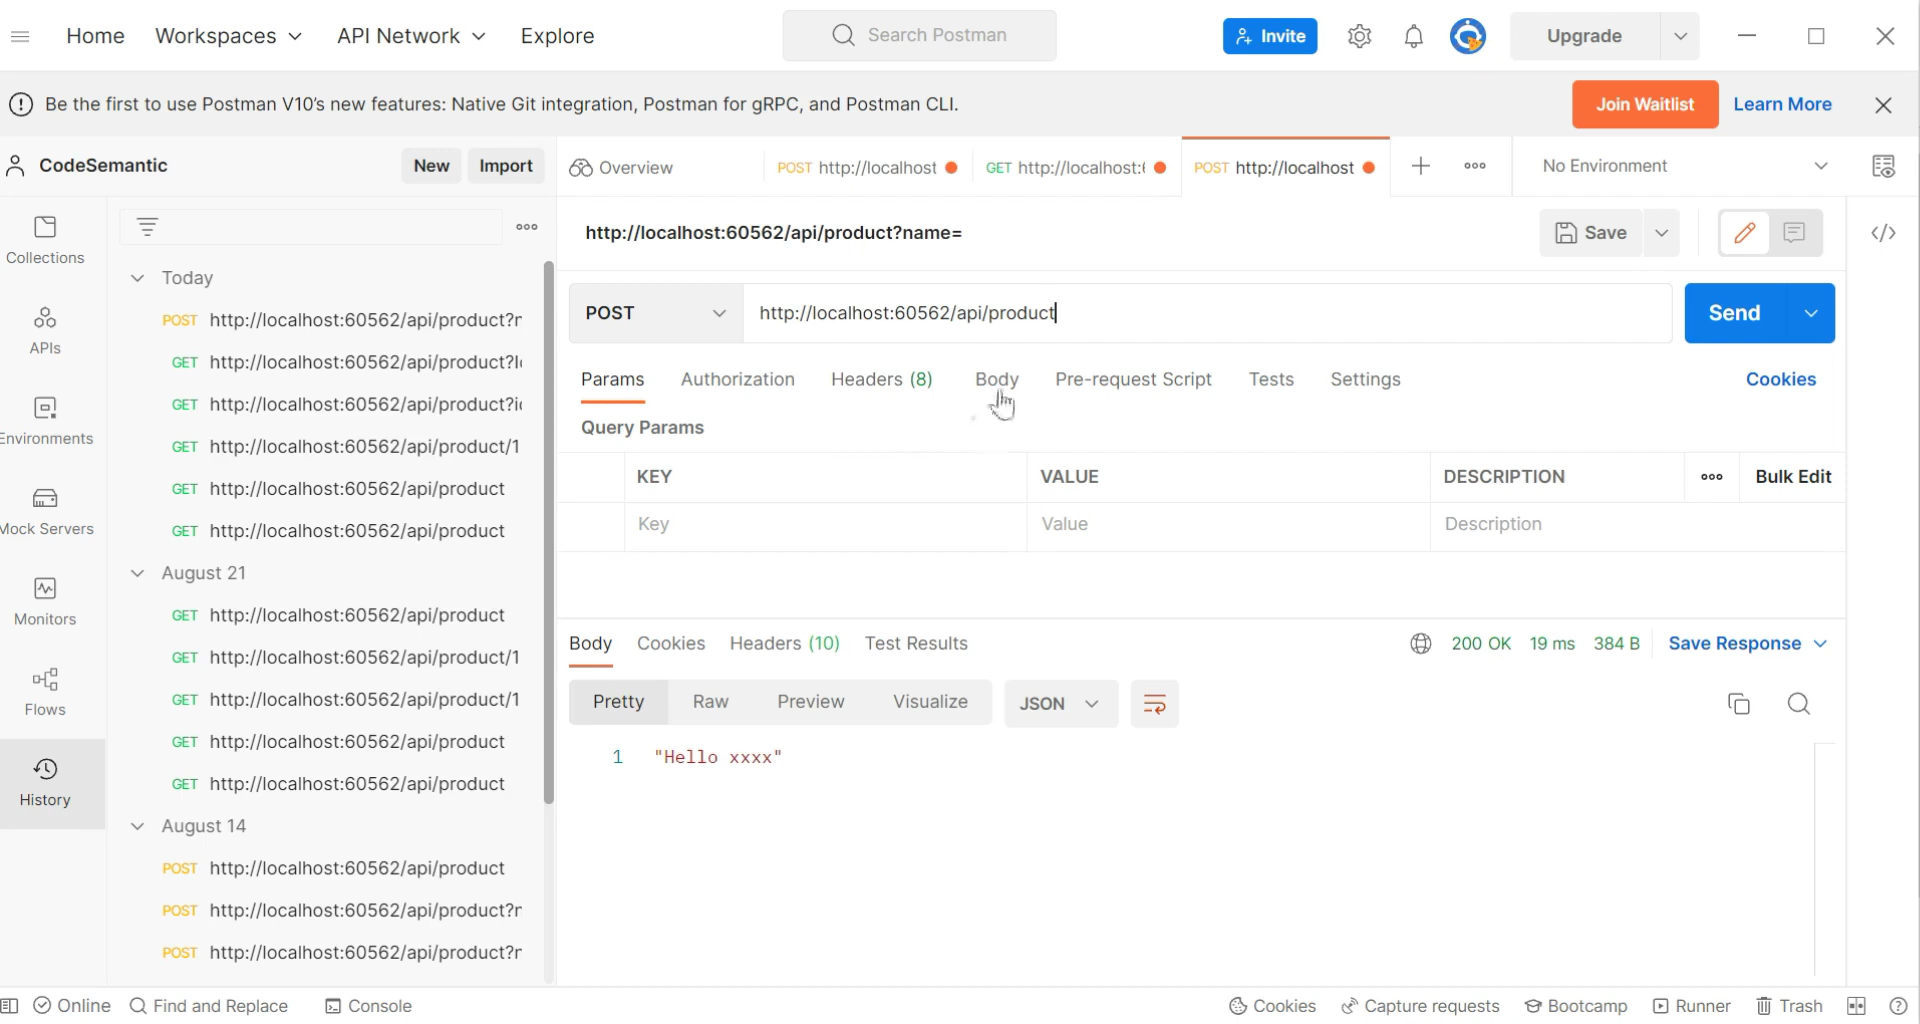 Home Workspaces API Network Explore Search Postman Invite Upgrade
Be the first to use Postman V10's new features: Native Git integration, Postman for gRPC, and Postman CLI. Join Waitlist Learn More
CodeSemantic New Import
Overview POST http://localhost GET http://localhost: POST http://localhost No Environment
Collections
APIs
Environments
Mock Servers
Monitors
Flows
History
Today
POST http://localhost:60562/api/product?
GET http://localhost:60562/api/product?
GET http://localhost:60562/api/product?
GET http://localhost:60562/api/product/1
GET http://localhost:60562/api/product
GET http://localhost:60562/api/product
August 21
GET http://localhost:60562/api/product
GET http://localhost:60562/api/product/1
GET http://localhost:60562/api/product/1
GET http://localhost:60562/api/product
GET http://localhost:60562/api/product
August 14
POST http://localhost:60562/api/product
POST http://localhost:60562/api/product?
POST http://localhost:60562/api/product?
http://localhost:60562/api/product?name= Save
POST http://localhost:60562/api/product Send
Params Authorization Headers (8) Body Pre-request Script Tests Settings Cookies
Query Params
KEY VALUE DESCRIPTION Bulk Edit
Key Value Description
Body Cookies Headers (10) Test Results 200 OK 19 ms 384 B Save Response
Pretty Raw Preview Visualize JSON
1 "Hello xxxx"
Online Find and Replace Console Cookies Capture requests Bootcamp Runner Trash